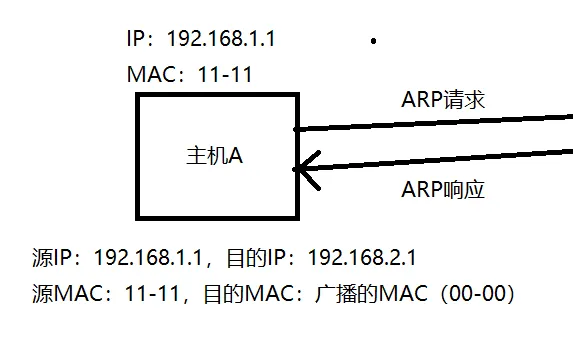 IP：192.168.1.1
MAC：11-11
ARP请求
主机A
ARP响应
源IP：192.168.1.1，目的IP：192.168.2.1
源MAC：11-11，目的MAC：广播的MAC（00-00）